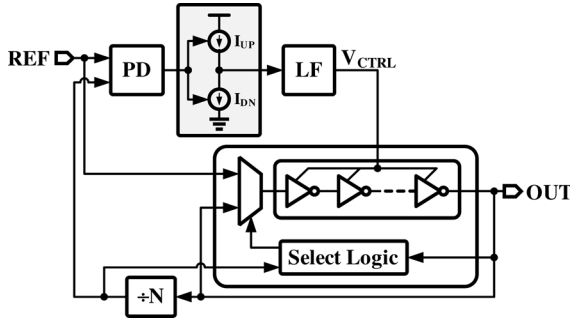 REF
PD
I_UP
I_DN
LF
V_CTRL
OUT
Select Logic
÷N